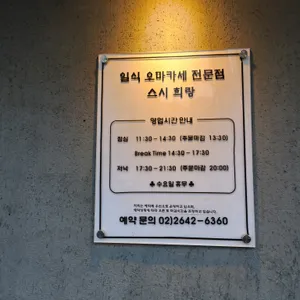 일식 오마카세 전문점
스시 희랑
영업시간 안내
점심 11:30 - 14:30 (주문마감 13:30)
Break Time 14:30 - 17:30
저녁 17:30 - 21:30 (주문마감 20:00)
♣ 수요일 휴무 ♣
예약 문의 02)2642-6360